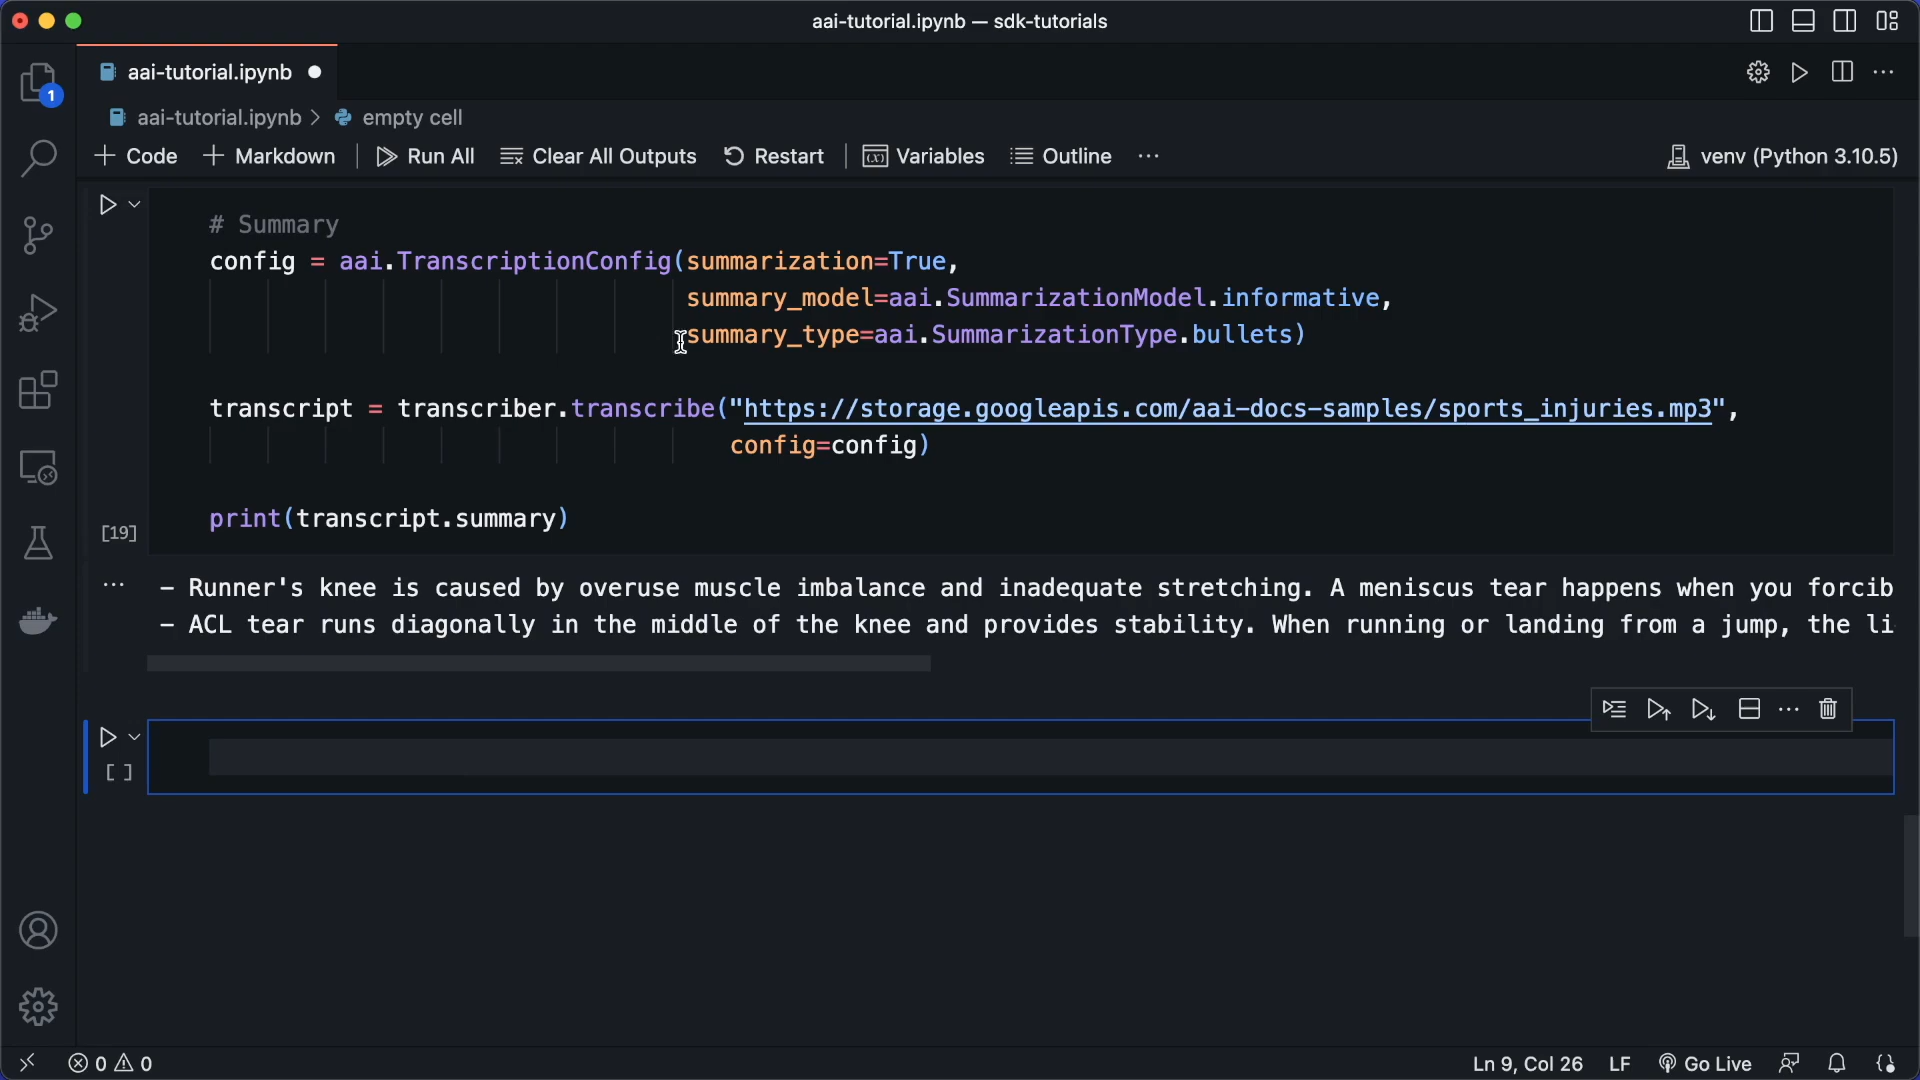 aai-tutorial.ipynb — sdk-tutorials
aai-tutorial.ipynb
1
aai-tutorial.ipynb > empty cell
Code Markdown Run All Clear All Outputs Restart Variables Outline ... venv (Python 3.10.5)
# Summary
config = aai.TranscriptionConfig(summarization=True,
summary_model=aai.SummarizationModel.informative,
summary_type=aai.SummarizationType.bullets)
transcript = transcriber.transcribe("https://storage.googleapis.com/aai-docs-samples/sports_injuries.mp3",
config=config)
print(transcript.summary)
[19]
- Runner's knee is caused by overuse muscle imbalance and inadequate stretching. A meniscus tear happens when you forcib
- ACL tear runs diagonally in the middle of the knee and provides stability. When running or landing from a jump, the li
[ ]
0 0 Ln 9, Col 26 LF Go Live